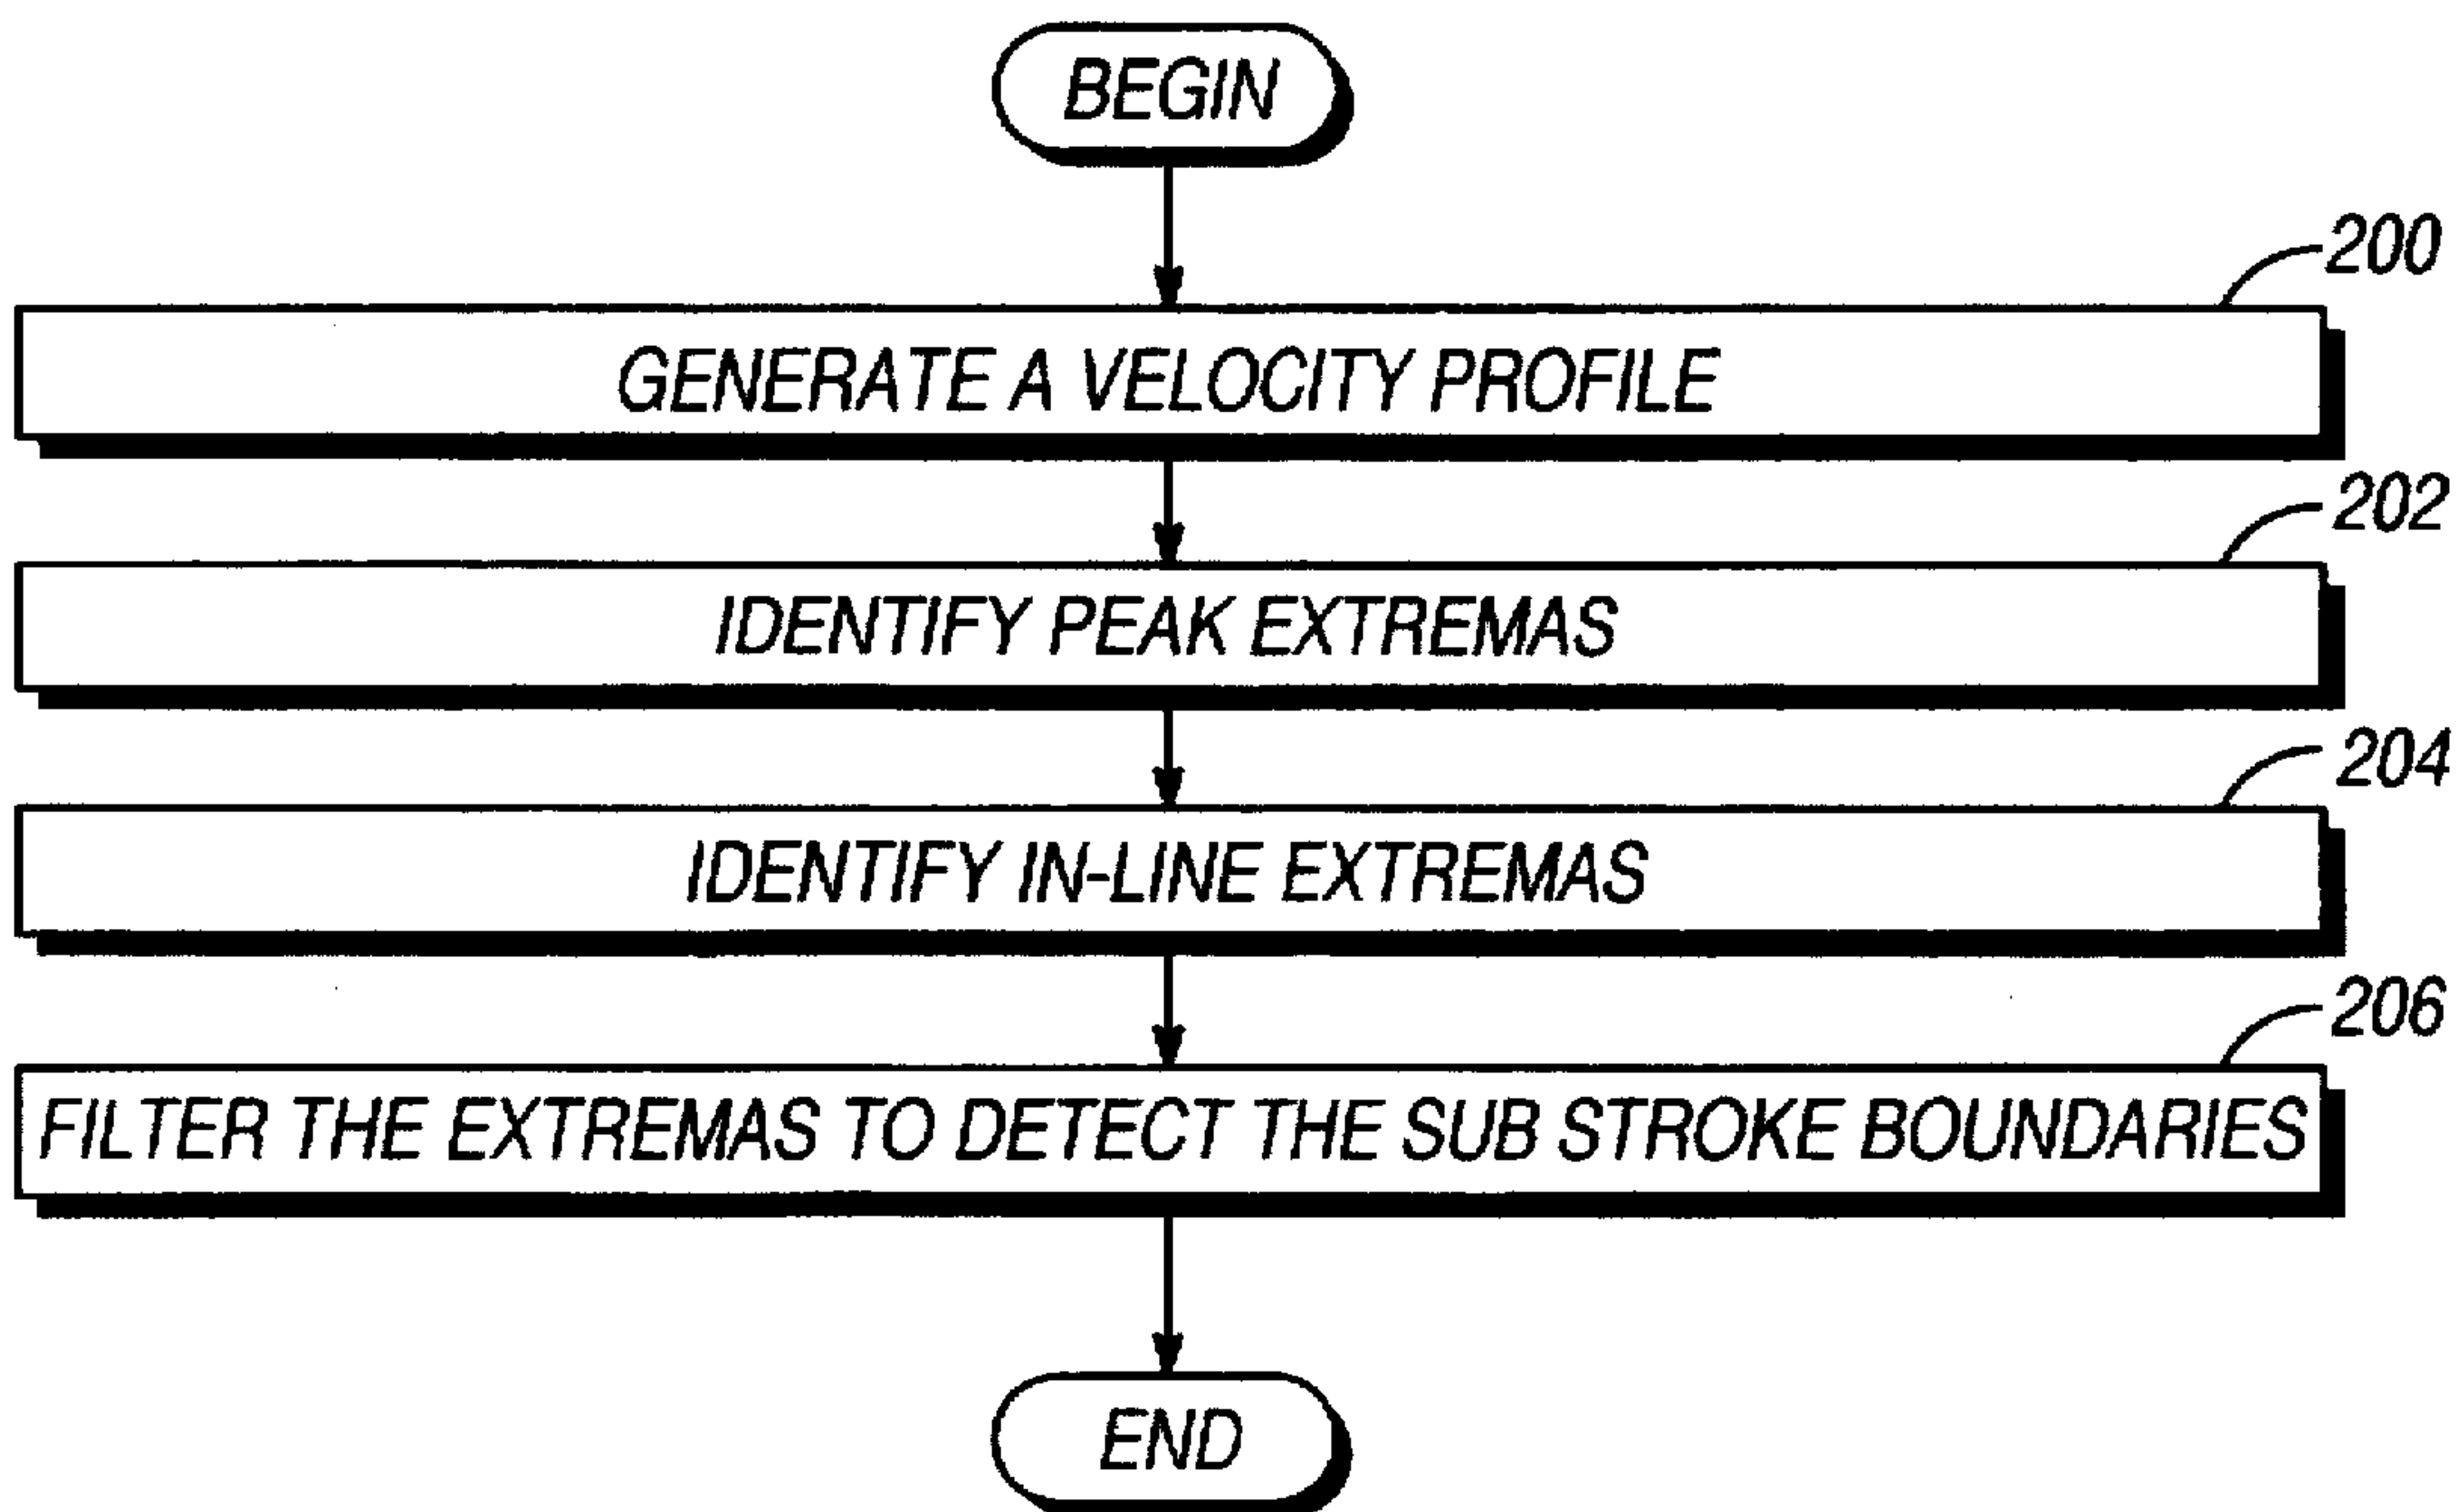 BEGIN
200
GENERATE A VELOCITY PROFILE
202
IDENTIFY PEAK EXTREMAS
204
IDENTIFY IN-LINE EXTREMAS
206
FILTER THE EXTREMAS TO DETECT THE SUB STROKE BOUNDARIES
END